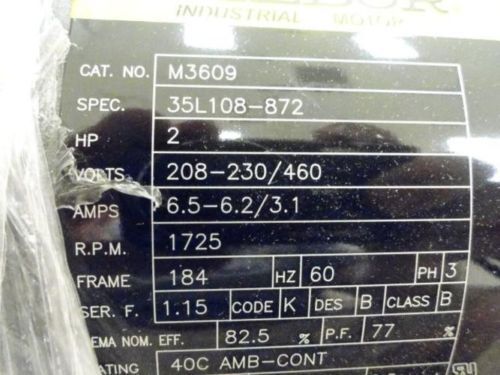 INDUSTRIAL MOTOR
CAT. NO. M3609
SPEC. 35L108-872
HP 2
VOLTS 208-230/460
AMPS 6.5-6.2/3.1
R.P.M. 1725
FRAME 184 HZ 60 PH 3
SER. F. 1.15 CODE K DES B CLASS B
EMA NOM. EFF. 82.5 % P.F. 77 %
ATING 40C AMB-CONT